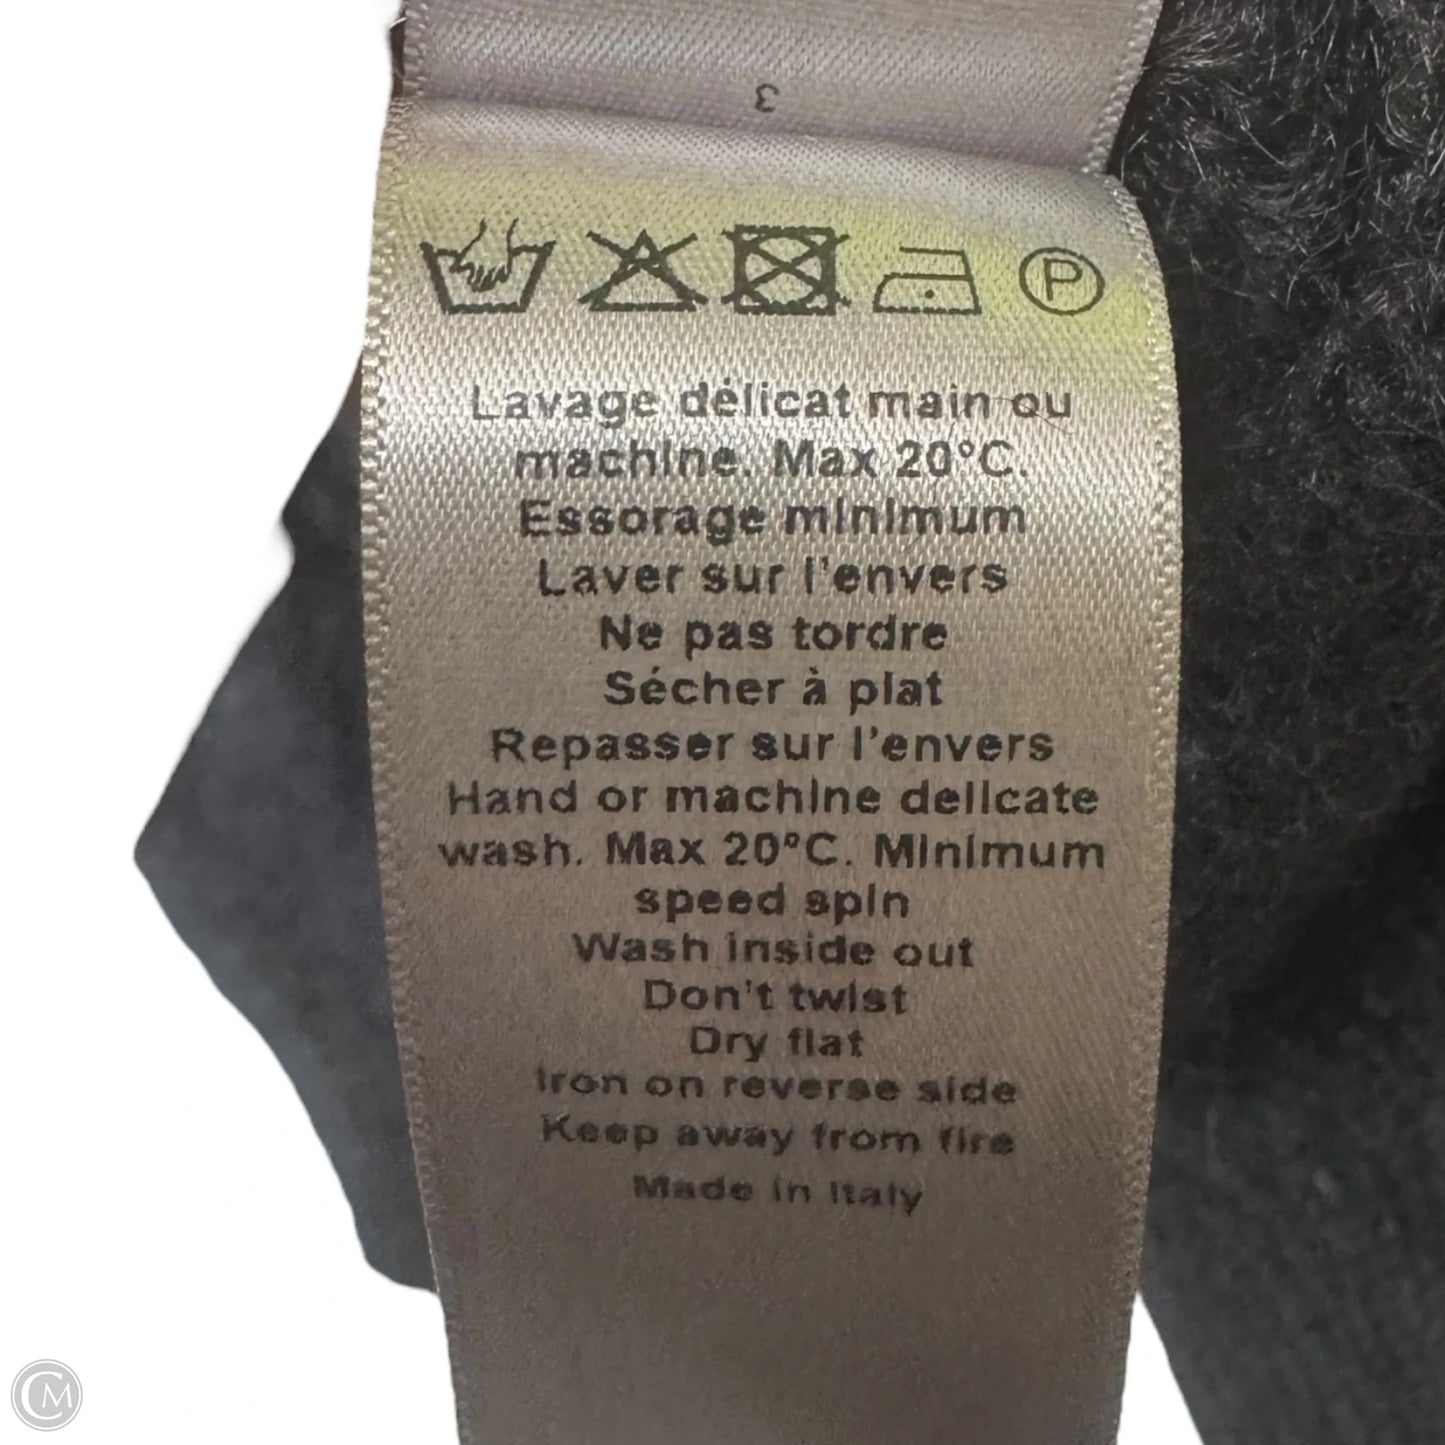 3
P
Lavage délicat main ou
machine. Max 20°C.
Essorage minimum
Laver sur l'envers
Ne pas tordre
Sécher à plat
Repasser sur l'envers
Hand or machine delicate
wash. Max 20°C. Minimum
speed spin
Wash inside out
Don't twist
Dry flat
Iron on reverse side
Keep away from fire
Made in Italy
CM